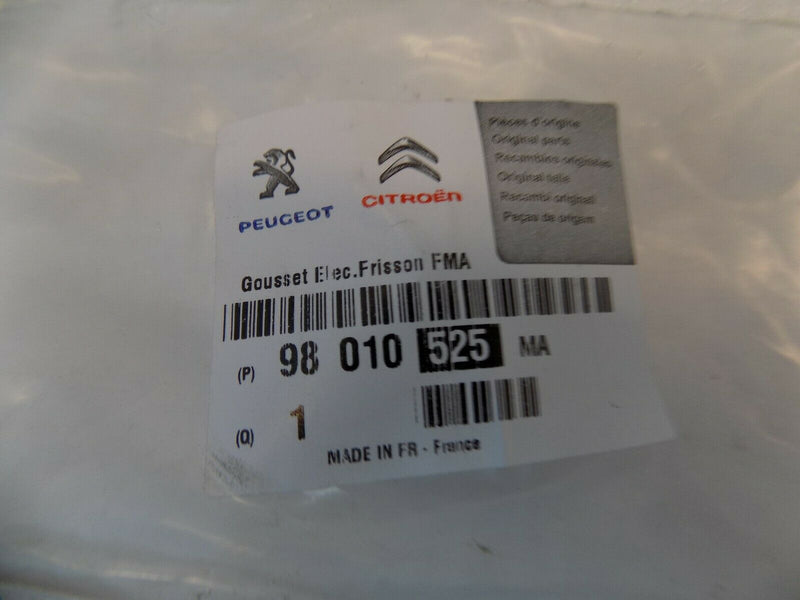 PEUGEOT
CITROËN
Pièces d'origine
Original parts
Recambios originales
Original teile
Ricambi originali
Peças de origem
Gousset Elec.Frisson FMA
(P) 98 010 525 MA
(Q) 1
MADE IN FR - France